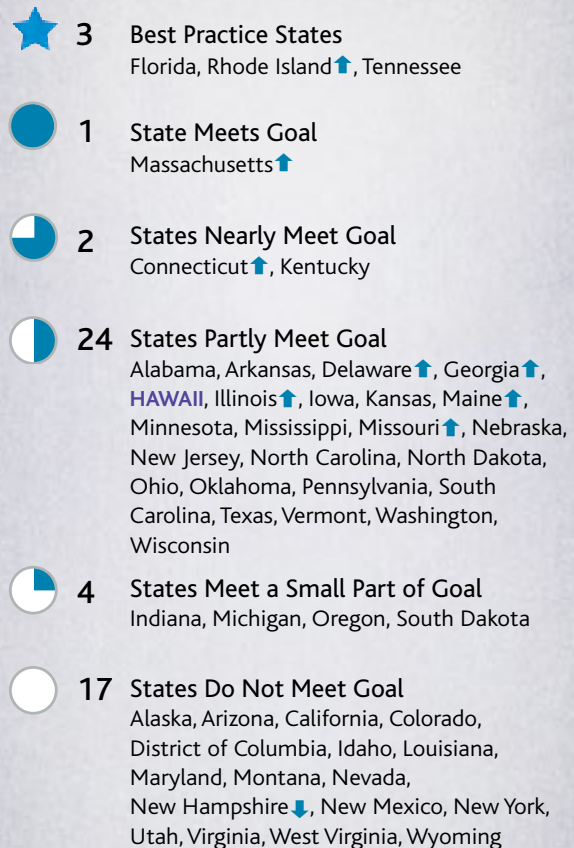 3 Best Practice States
Florida, Rhode Island⬆, Tennessee
1 State Meets Goal
Massachusetts⬆
2 States Nearly Meet Goal
Connecticut⬆, Kentucky
24 States Partly Meet Goal
Alabama, Arkansas, Delaware⬆, Georgia⬆,
HAWAII, Illinois⬆, Iowa, Kansas, Maine⬆,
Minnesota, Mississippi, Missouri⬆, Nebraska,
New Jersey, North Carolina, North Dakota,
Ohio, Oklahoma, Pennsylvania, South
Carolina, Texas, Vermont, Washington,
Wisconsin
4 States Meet a Small Part of Goal
Indiana, Michigan, Oregon, South Dakota
17 States Do Not Meet Goal
Alaska, Arizona, California, Colorado,
District of Columbia, Idaho, Louisiana,
Maryland, Montana, Nevada,
New Hampshire⬇, New Mexico, New York,
Utah, Virginia, West Virginia, Wyoming